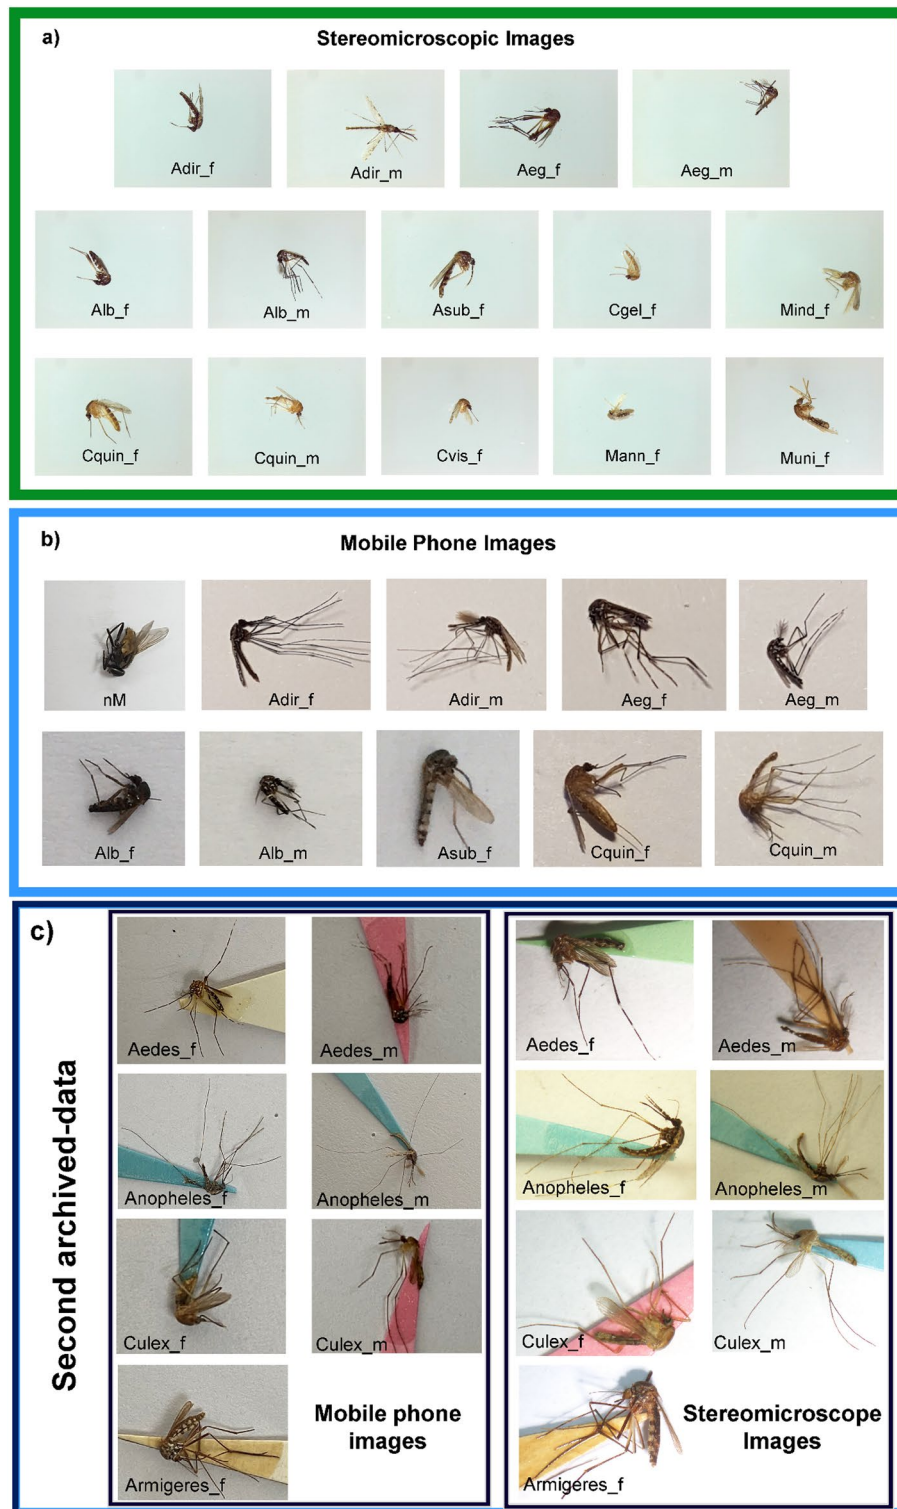 a)
Stereomicroscopic Images
Adir_f
Adir_m
Aeg_f
Aeg_m
Alb_f
Alb_m
Asub_f
Cgel_f
Mind_f
Cquin_f
Cquin_m
Cvis_f
Mann_f
Muni_f
b)
Mobile Phone Images
nM
Adir_f
Adir_m
Aeg_f
Aeg_m
Alb_f
Alb_m
Asub_f
Cquin_f
Cquin_m
c)
Second archived-data
Aedes_f
Aedes_m
Anopheles_f
Anopheles_m
Culex_f
Culex_m
Armigeres_f
Mobile phone
images
Aedes_f
Aedes_m
Anopheles_f
Anopheles_m
Culex_f
Culex_m
Armigeres_f
Stereomicroscope
Images